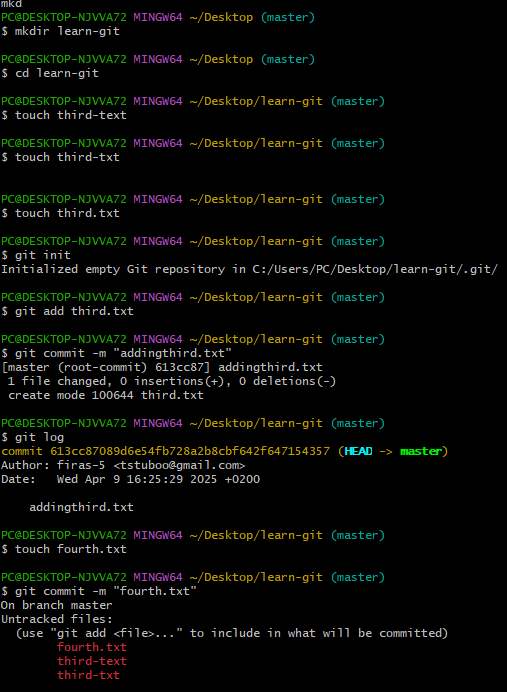 mkd
PC@DESKTOP-NJVVA72 MINGW64 ~/Desktop (master)
$ mkdir learn-git
PC@DESKTOP-NJVVA72 MINGW64 ~/Desktop (master)
$ cd learn-git
PC@DESKTOP-NJVVA72 MINGW64 ~/Desktop/learn-git (master)
$ touch third-text
PC@DESKTOP-NJVVA72 MINGW64 ~/Desktop/learn-git (master)
$ touch third-txt
PC@DESKTOP-NJVVA72 MINGW64 ~/Desktop/learn-git (master)
$ touch third.txt
PC@DESKTOP-NJVVA72 MINGW64 ~/Desktop/learn-git (master)
$ git init
Initialized empty Git repository in C:/Users/PC/Desktop/learn-git/.git/
PC@DESKTOP-NJVVA72 MINGW64 ~/Desktop/learn-git (master)
$ git add third.txt
PC@DESKTOP-NJVVA72 MINGW64 ~/Desktop/learn-git (master)
$ git commit -m "addingthird.txt"
[master (root-commit) 613cc87] addingthird.txt
 1 file changed, 0 insertions(+), 0 deletions(-)
 create mode 100644 third.txt
PC@DESKTOP-NJVVA72 MINGW64 ~/Desktop/learn-git (master)
$ git log
commit 613cc87089d6e54fb728a2b8cbf642f647154357 (HEAD -> master)
Author: firas-5 <tstuboo@gmail.com>
Date:   Wed Apr 9 16:25:29 2025 +0200
    addingthird.txt
PC@DESKTOP-NJVVA72 MINGW64 ~/Desktop/learn-git (master)
$ touch fourth.txt
PC@DESKTOP-NJVVA72 MINGW64 ~/Desktop/learn-git (master)
$ git commit -m "fourth.txt"
On branch master
Untracked files:
  (use "git add <file>..." to include in what will be committed)
        fourth.txt
        third-text
        third-txt